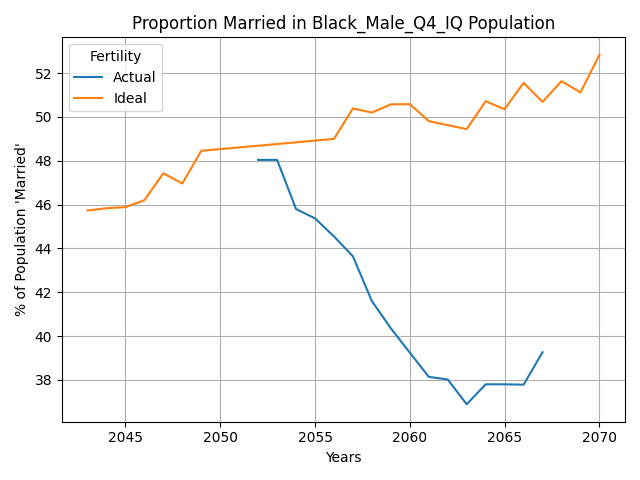 Proportion Married in Black_Male_Q4_IQ Population
Fertility
Actual
Ideal
% of Population 'Married'
52
50
48
46
44
42
40
38
2045
2050
2055
2060
2065
2070
Years